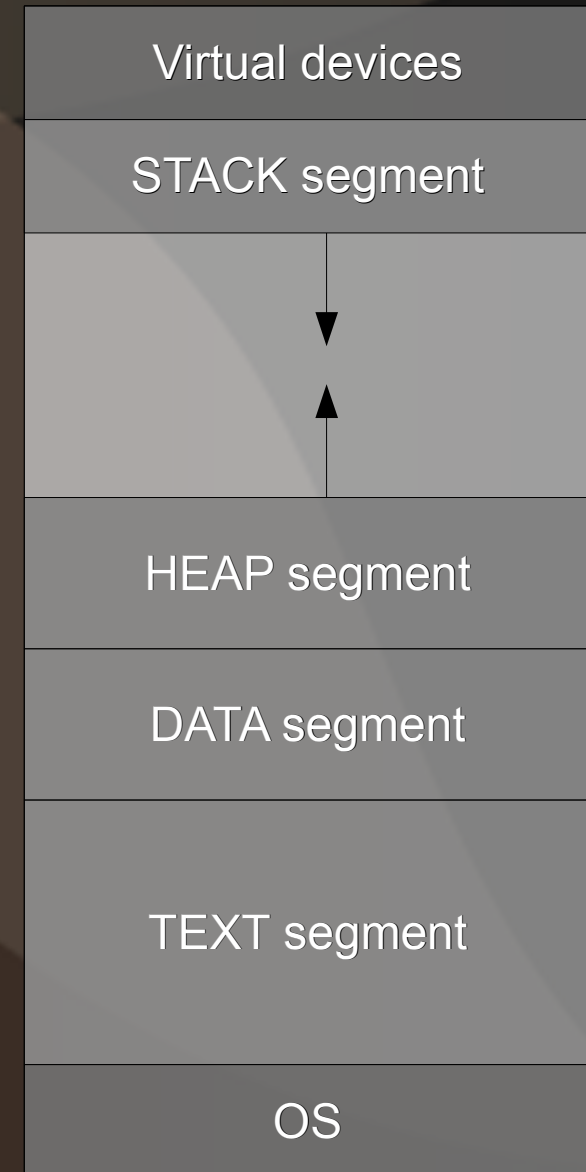 Virtual devices
STACK segment
HEAP segment
DATA segment
TEXT segment
OS